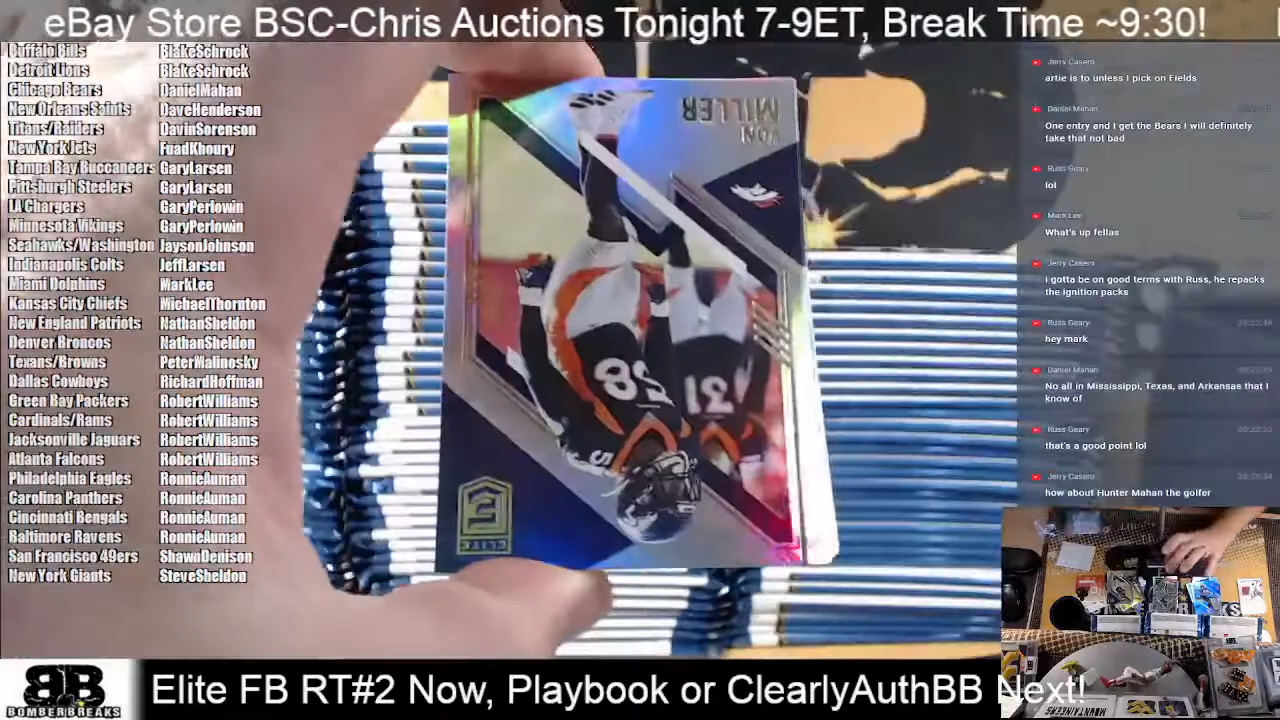 eBay Store BSC-Chris Auctions Tonight 7-9ET, Break Time ~9:30!
Buffalo Bills BlakeSchrock
Detroit Lions BlakeSchrock
Chicago Bears DanielMahan
New Orleans Saints DaveHenderson
Titans/Raiders DavinSorenson
New York Jets FuadKhoury
Tampa Bay Buccaneers GaryLarsen
Pittsburgh Steelers GaryLarsen
LA Chargers GaryPerlowin
Minnesota Vikings GaryPerlowin
Seahawks/Washington JaysonJohnson
Indianapolis Colts JeffLarsen
Miami Dolphins MarkLee
Kansas City Chiefs MichaelThornton
New England Patriots NathanSheldon
Denver Broncos NathanSheldon
Texans/Browns PeterMalinosky
Dallas Cowboys RichardHoffman
Green Bay Packers RobertWilliams
Cardinals/Rams RobertWilliams
Jacksonville Jaguars RobertWilliams
Atlanta Falcons RobertWilliams
Philadelphia Eagles RonnieAuman
Carolina Panthers RonnieAuman
Cincinnati Bengals RonnieAuman
Baltimore Ravens RonnieAuman
San Francisco 49ers ShawnDenison
New York Giants SteveSheldon
VON
MILLER
58
31
ELITE
Jerry Casero
artie is to unless I pick on Fields
Daniel Mahan
One entry and I get the Bears I will definitely
take that not bad
Russ Geary
lol
Mark Lee
What's up fellas
Jerry Casero
i gotta be on good terms with Russ, he repacks
the ignition packs
Russ Geary
hey mark
Daniel Mahan
No all in Mississippi, Texas, and Arkansas that I
know of
Russ Geary
that's a good point lol
Jerry Casero
how about Hunter Mahan the golfer
MOUNTAINEERS
BB
BOMBERBREAKS
Elite FB RT#2 Now, Playbook or ClearlyAuthBB Next!